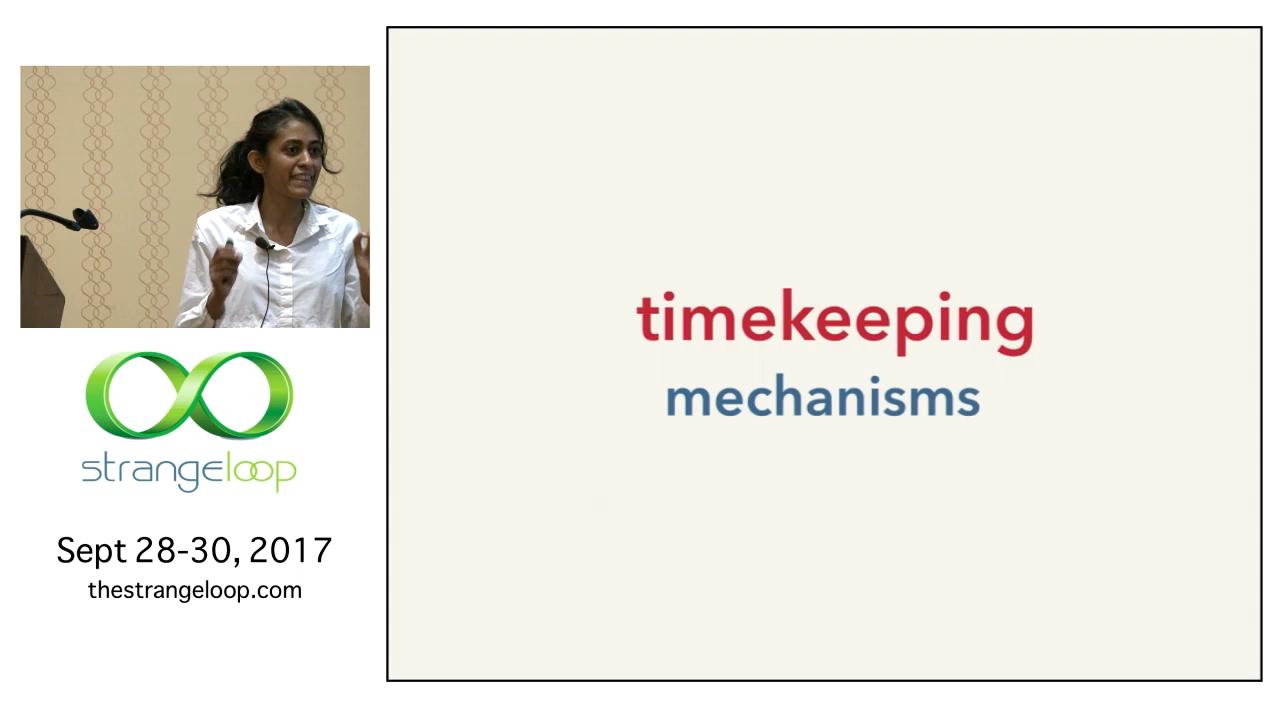 timekeeping
mechanisms
strangeloop
Sept 28-30, 2017
thestrangeloop.com